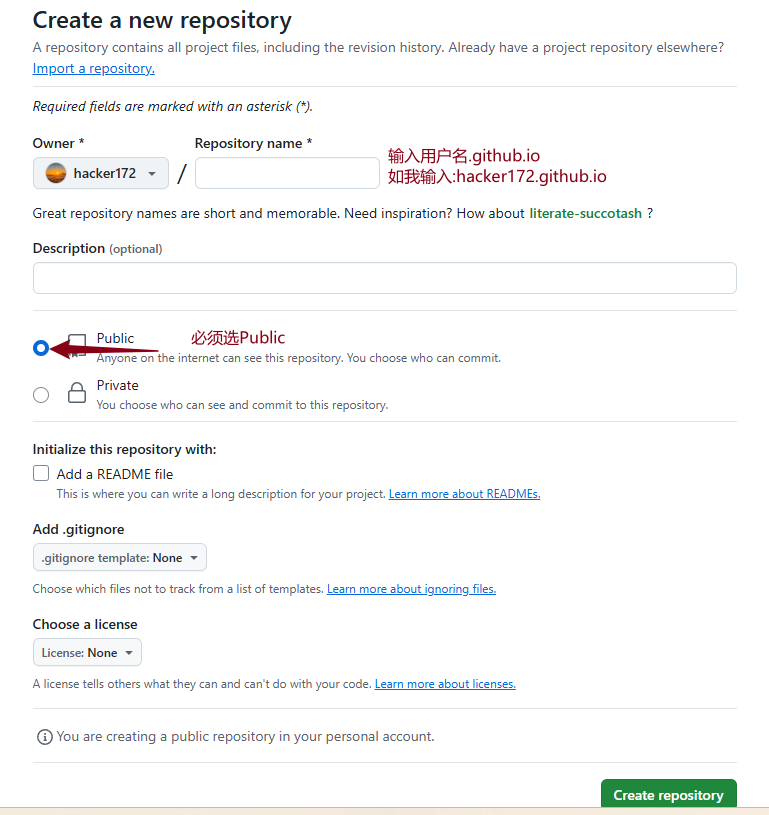 Create a new repository
A repository contains all project files, including the revision history. Already have a project repository elsewhere?
Import a repository.
Required fields are marked with an asterisk (*).
Owner * Repository name *
输入用户名.github.io
hacker172 /
如我输入:hacker172.github.io
Great repository names are short and memorable. Need inspiration? How about literate-succotash ?
Description (optional)
Public 必须选Public
Anyone on the internet can see this repository. You choose who can commit.
Private
You choose who can see and commit to this repository.
Initialize this repository with:
Add a README file
This is where you can write a long description for your project. Learn more about READMEs.
Add .gitignore
.gitignore template: None
Choose which files not to track from a list of templates. Learn more about ignoring files.
Choose a license
License: None
A license tells others what they can and can't do with your code. Learn more about licenses.
You are creating a public repository in your personal account.
Create repository